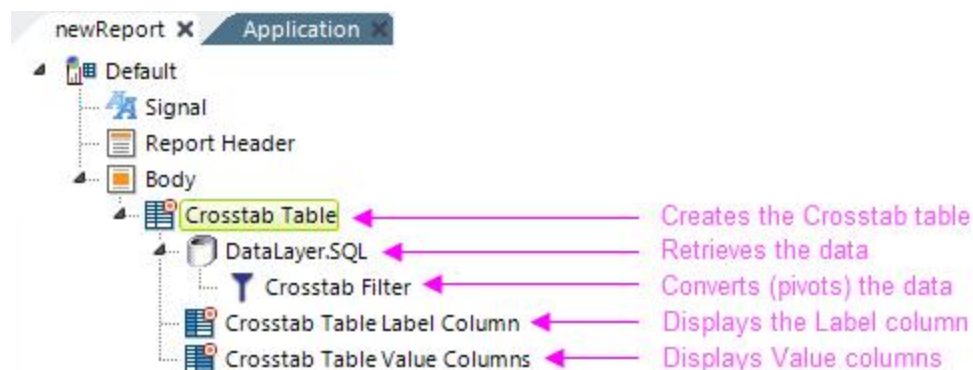 newReport Application
Default
Signal
Report Header
Body
Crosstab Table Creates the Crosstab table
DataLayer.SQL Retrieves the data
Crosstab Filter Converts (pivots) the data
Crosstab Table Label Column Displays the Label column
Crosstab Table Value Columns Displays Value columns